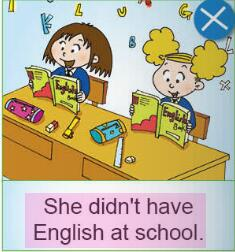 K L U G
Z B
English
English
She didn't have
English at school.